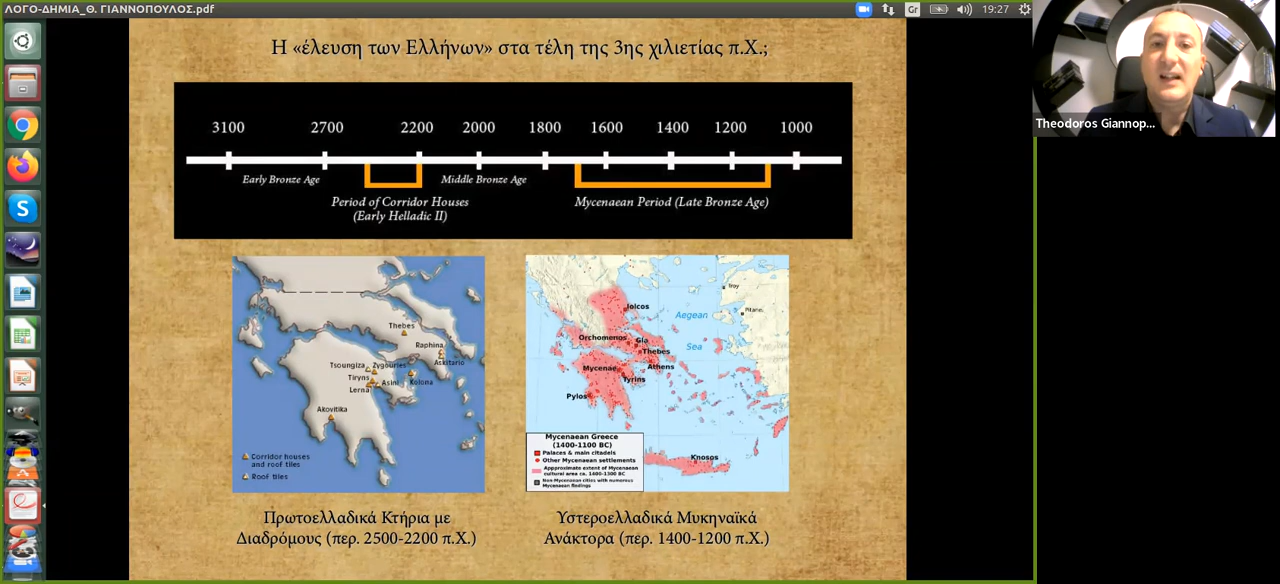 ΛΟΓΟ-ΔΗΜΙΑ_Θ. ΓΙΑΝΝΟΠΟΥΛΟΣ.pdf
Gr
19:27
Theodoros Giannop...
Η «έλευση των Ελλήνων» στα τέλη της 3ης χιλιετίας π.Χ.;
3100 2700 2200 2000 1800 1600 1400 1200 1000
Early Bronze Age
Middle Bronze Age
Period of Corridor Houses
(Early Helladic II)
Mycenaean Period (Late Bronze Age)
Thebes
Raphina
Askitario
Tsoungiza
Zygouries
Tiryns
Asini
Kolona
Lerna
Akovitika
Corridor houses
and roof tiles
Roof tiles
Troy
Pitane
Iolcos
Aegean
Sea
Orchomenos
Gla
Thebes
Mycenae
Athens
Tyrins
Pylos
Knosos
Mycenaean Greece
(1400-1100 BC)
Palaces & main citadels
Other Mycenaean settlements
Approximate extent of Mycenaean
cultural area ca. 1400-1300 BC
Non-Mycenaean cities with numerous
Mycenaean findings
Πρωτοελλαδικά Κτήρια με
Διαδρόμους (περ. 2500-2200 π.Χ.)
Υστεροελλαδικά Μυκηναϊκά
Ανάκτορα (περ. 1400-1200 π.Χ.)